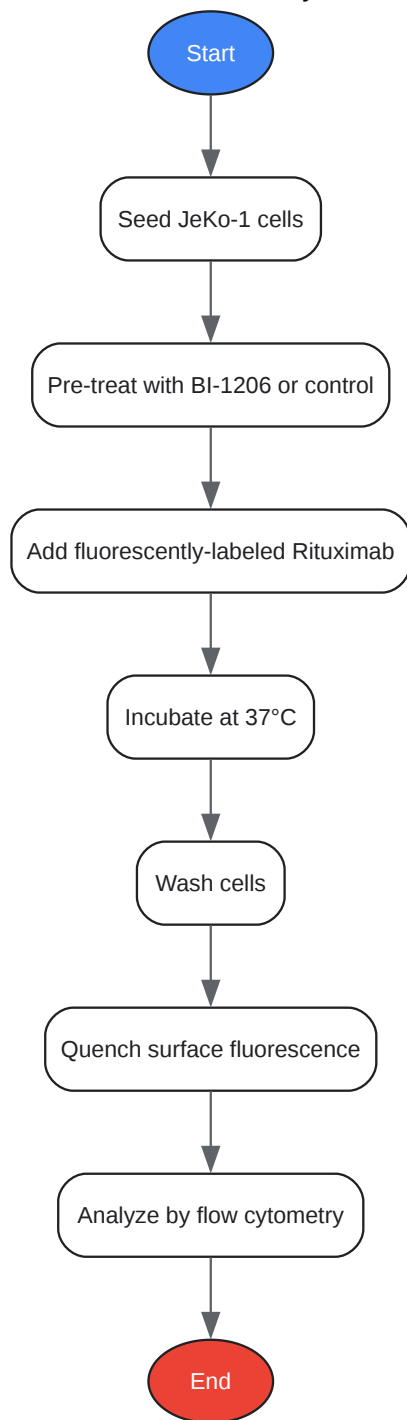 Start
Seed JeKo-1 cells
Pre-treat with BI-1206 or control
Add fluorescently-labeled Rituximab
Incubate at 37°C
Wash cells
Quench surface fluorescence
Analyze by flow cytometry
End